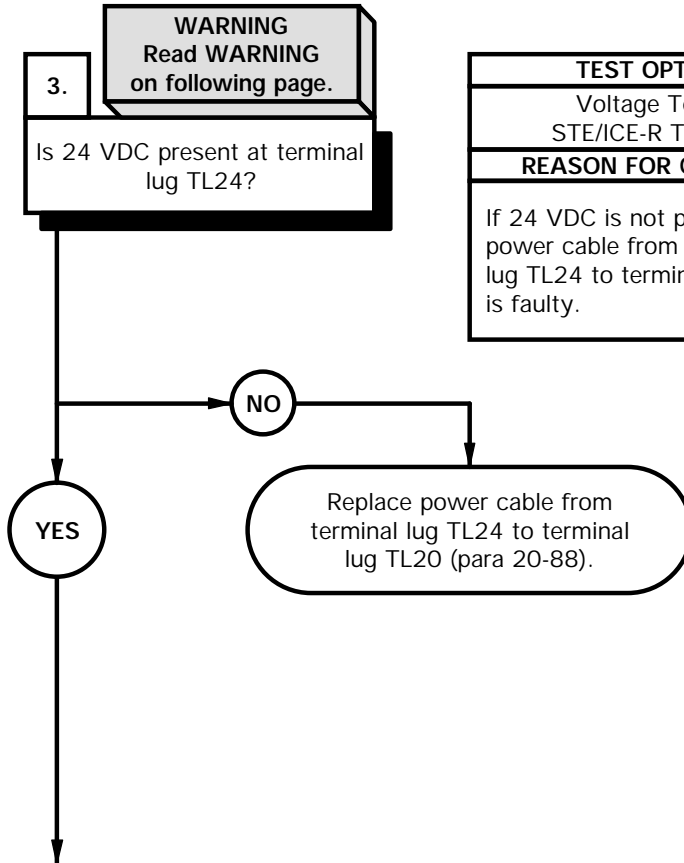 WARNING
Read WARNING
on following page.
3.
Is 24 VDC present at terminal
lug TL24?
TEST OPT
Voltage Te
STE/ICE-R T
REASON FOR
If 24 VDC is not p
power cable from
lug TL24 to termin
is faulty.
NO
YES
Replace power cable from
terminal lug TL24 to terminal
lug TL20 (para 20-88).